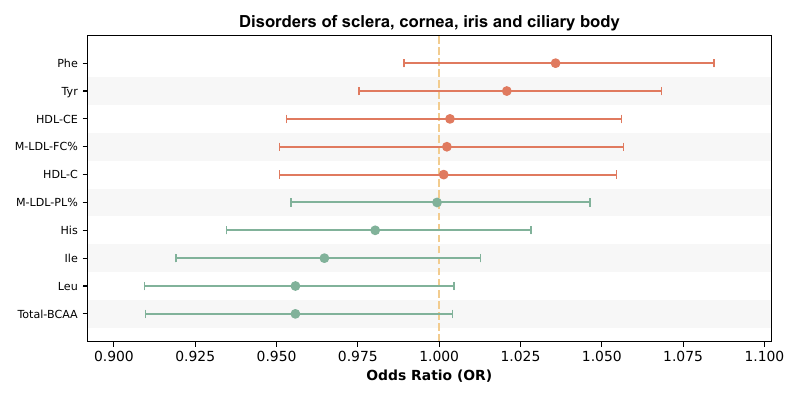 Disorders of sclera, cornea, iris and ciliary body
Phe
Tyr
HDL-CE
M-LDL-FC%
HDL-C
M-LDL-PL%
His
Ile
Leu
Total-BCAA
0.900 0.925 0.950 0.975 1.000 1.025 1.050 1.075 1.100
Odds Ratio (OR)